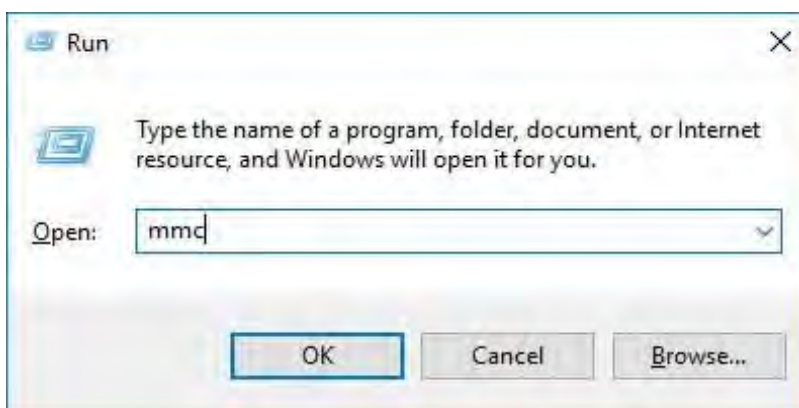 Run
Type the name of a program, folder, document, or Internet
resource, and Windows will open it for you.
Open: mmc
OK Cancel Browse...